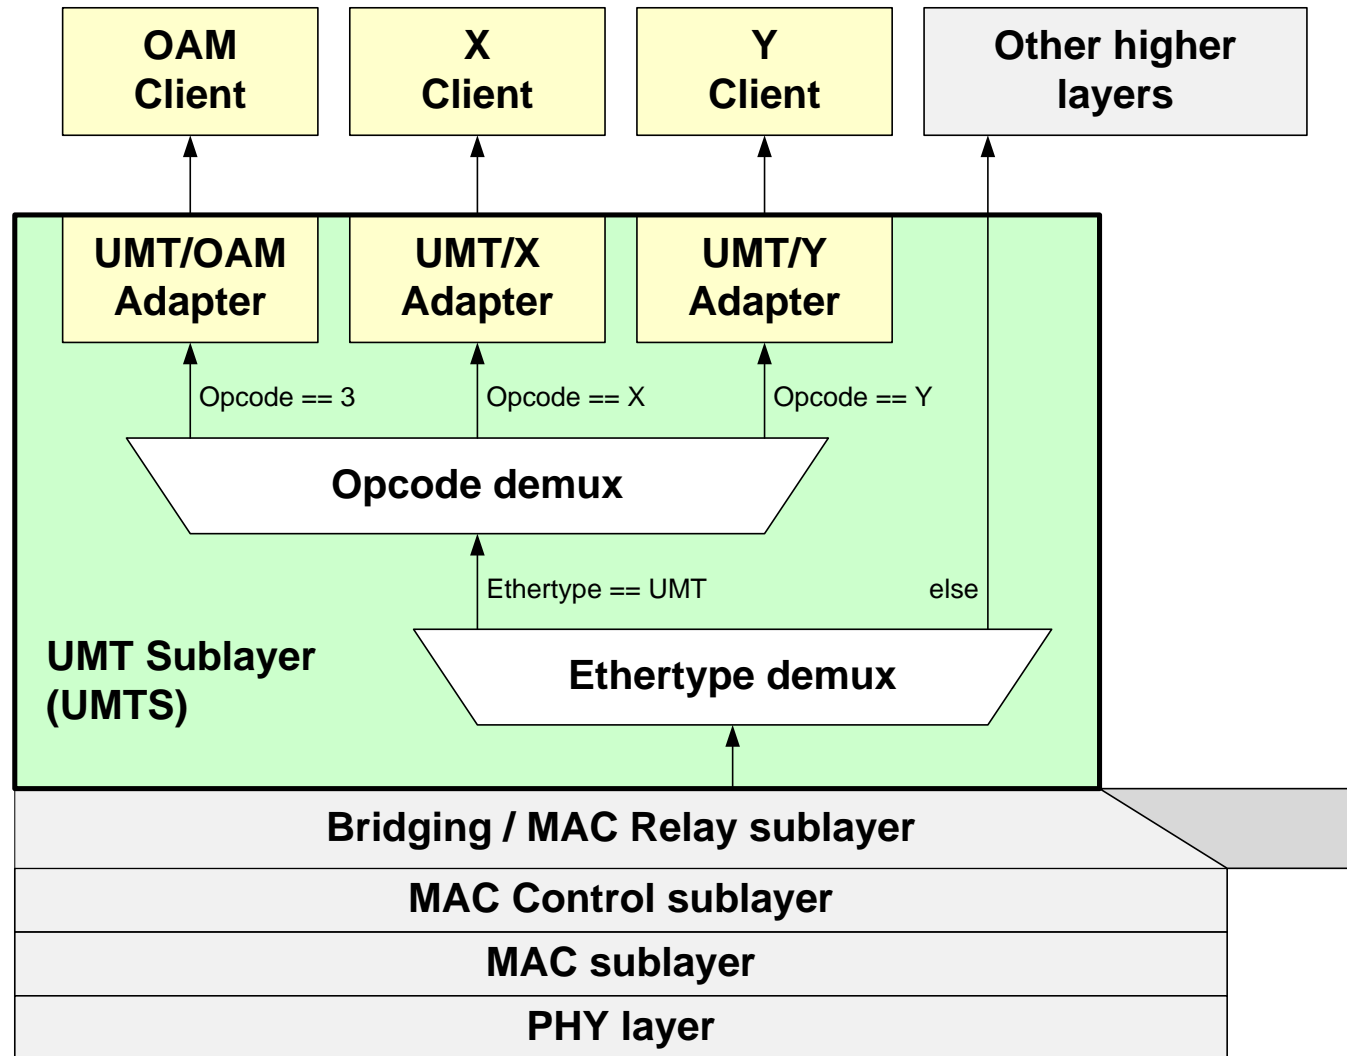 OAM
Client
X
Client
Y
Client
Other higher
layers
UMT/OAM
Adapter
UMT/X
Adapter
UMT/Y
Adapter
Opcode == 3
Opcode == X
Opcode == Y
Opcode demux
Ethertype == UMT
else
UMT Sublayer
(UMTS)
Ethertype demux
Bridging / MAC Relay sublayer
MAC Control sublayer
MAC sublayer
PHY layer